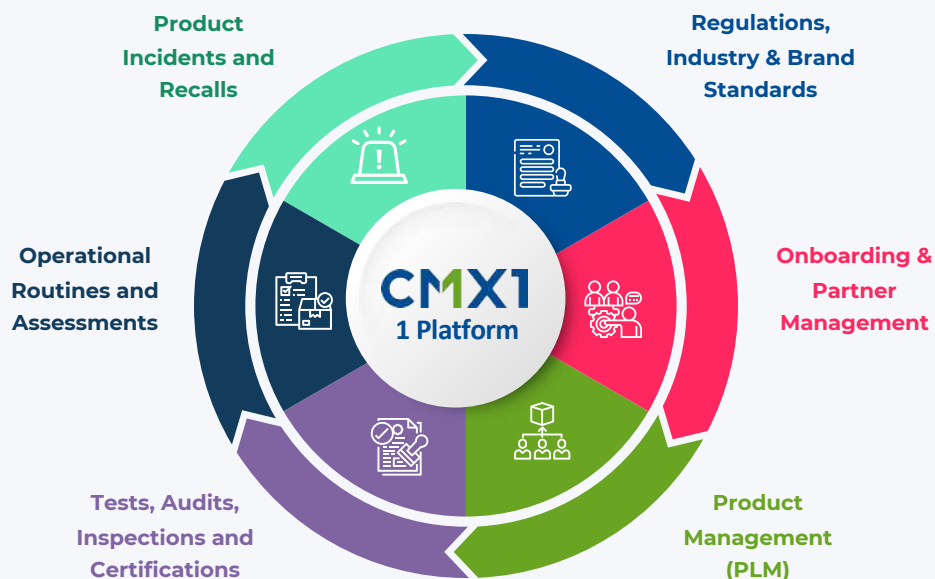 Product
Incidents and
Recalls
Regulations,
Industry & Brand
Standards
Operational
Routines and
Assessments
CMX1
1 Platform
Onboarding &
Partner
Management
Tests, Audits,
Inspections and
Certifications
Product
Management
(PLM)